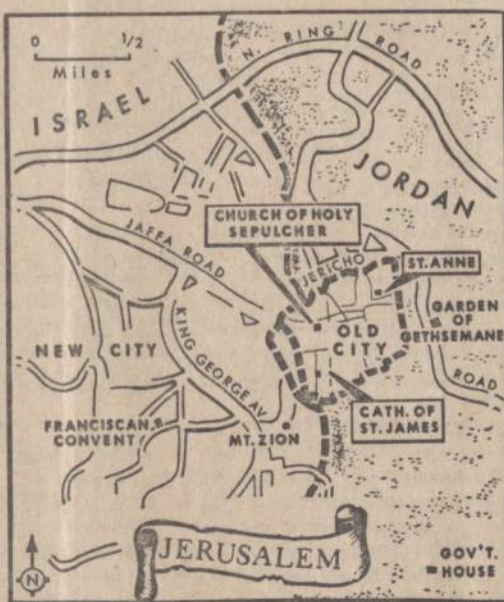 0 1/2
Miles
N. RING ROAD
ISRAEL
JORDAN
CHURCH OF HOLY
SEPULCHER
JERICHO
ST. ANNE
JAFFA ROAD
OLD
CITY
GARDEN
OF
GETHSEMANE
KING GEORGE AV.
NEW CITY
ROAD
FRANCISCAN
CONVENT
MT. ZION
CATH. OF
ST. JAMES
JERUSALEM
GOV'T.
HOUSE
N